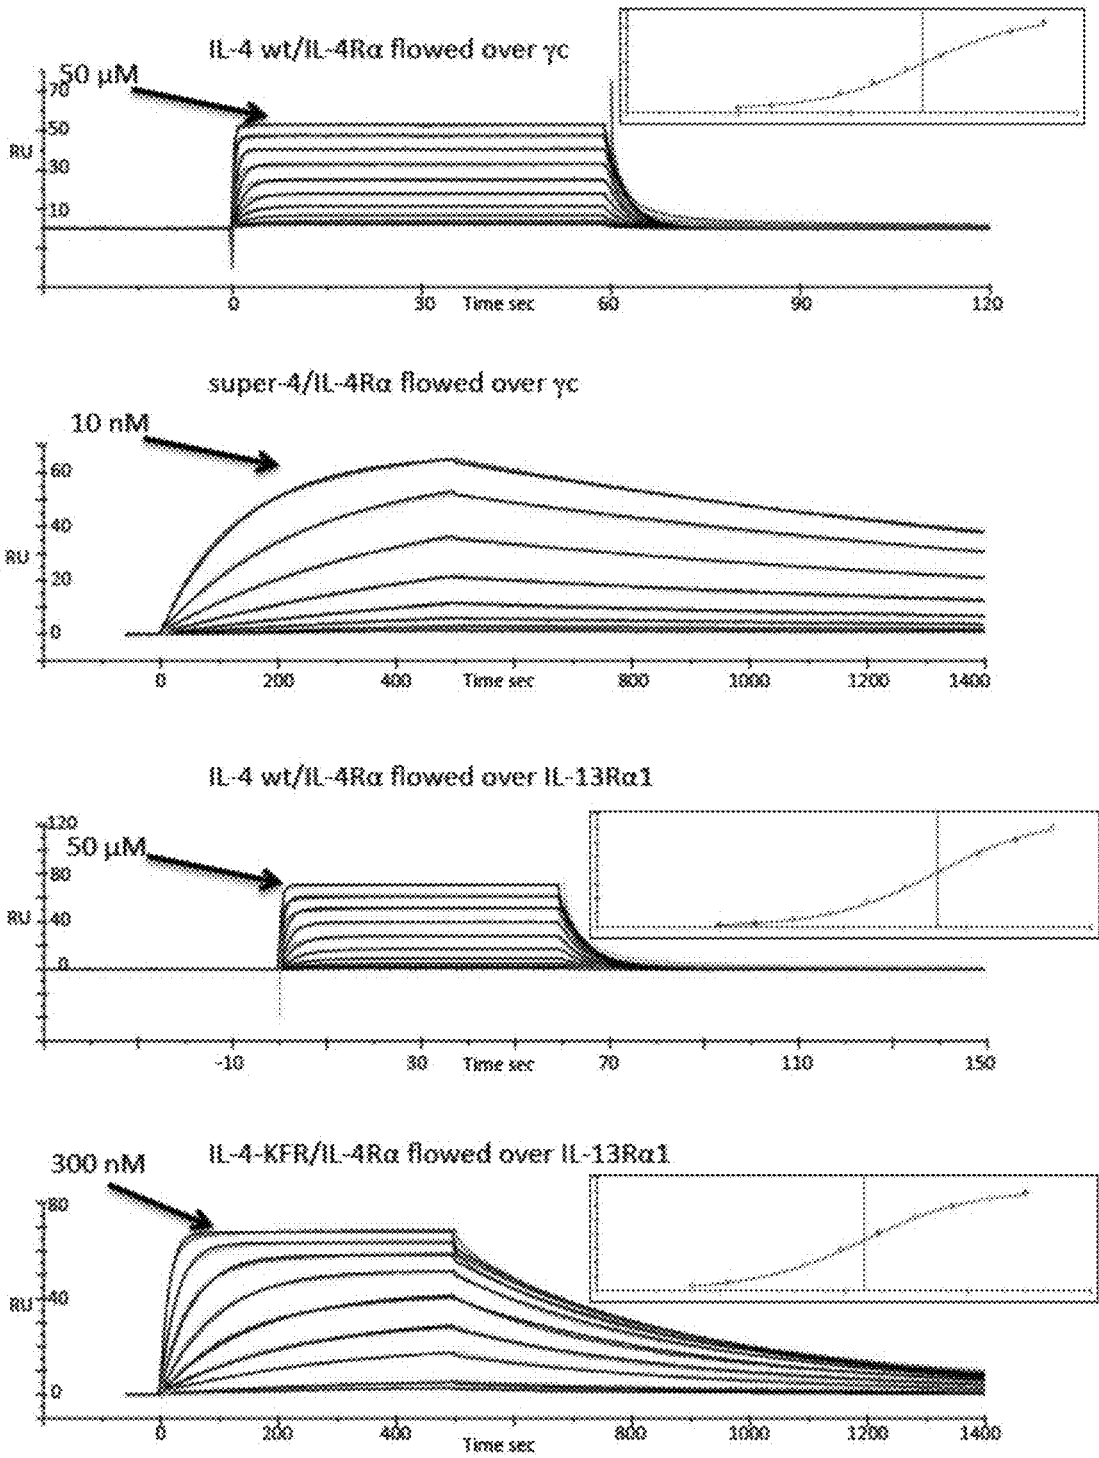 IL-4 wt/IL-4Rα flowed over γc
50 μM
70
50
RU
30
10
0 30 Time sec 60 90 120
super-4/IL-4Rα flowed over γc
10 nM
60
40
RU
20
0
0 200 400 Time sec 800 1000 1200 1400
IL-4 wt/IL-4Rα flowed over IL-13Rα1
120
50 μM
80
RU 40
0
-10 30 Time sec 70 110 150
IL-4-KFR/IL-4Rα flowed over IL-13Rα1
300 nM
80
RU 40
0
0 200 400 Time sec 800 1000 1200 1400